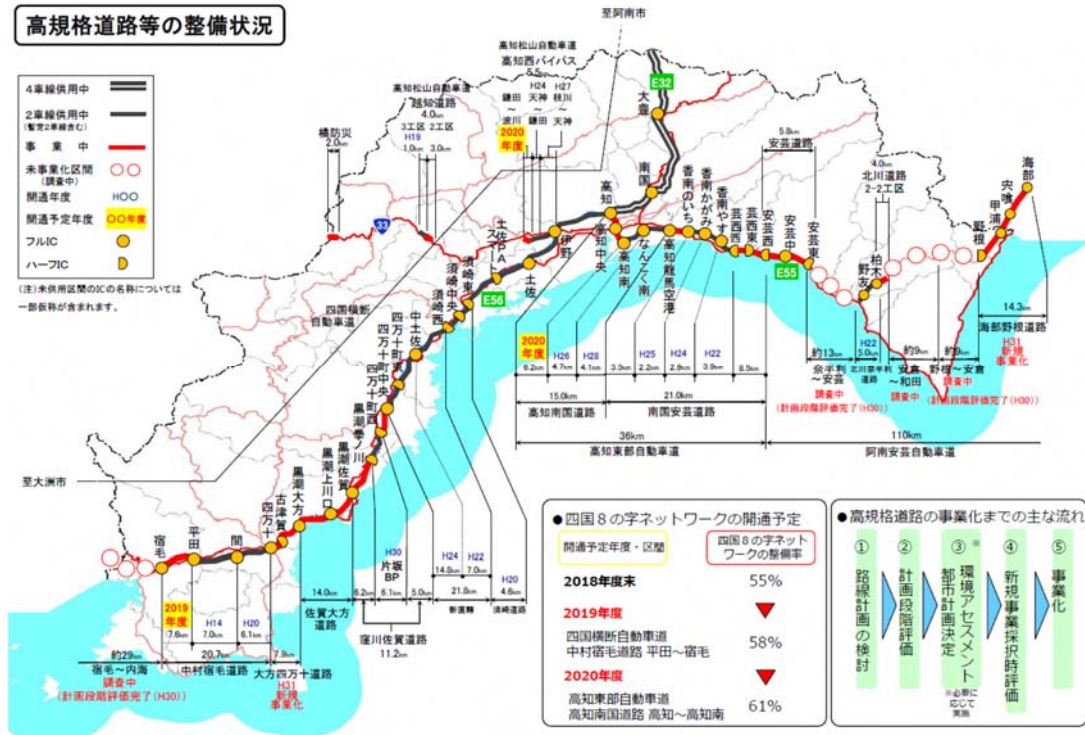 高規格道路等の整備状況
4車線供用中
2車線供用中
(暫定2車線含む)
事業中
未事業化区間
(調査中)
開通年度
H○○
開通予定年度
○○年度
フルIC
ハーフIC
(注)未供用区間のICの名称については
一部仮称が含まれます。
至阿南市
至大洲市
高知松山自動車道
高知西バイパス
5.5km
鎌田～波川
H24
天神～鎌田
H27
枝川～天神
2020年度
高知松山自動車道
越知道路
4.0km
3工区
2工区
H19
1.0km
3.0km
橘防災
2.0km
33
E32
大豊
南国
高知
高知中央
高知南
なんこく南
高知龍馬空港
香南のいち
香南かがみ
香南やす
芸西西
芸西東
安芸西
安芸中
安芸東
E55
5.8km
安芸道路
4.0km
北川道路
2-2工区
野友
柏木
野根
甲浦
宍喰
海部
14.3km
海部野根道路
H31
新規
事業化
伊野
土佐
土佐PA
スマート
E56
須崎東
須崎中央
須崎西
中土佐
四国横断
自動車道
四万十町東
四万十町中央
四万十町西
黒潮拳ノ川
黒潮佐賀
黒潮上川口
黒潮大方
四万十
古津賀
間
平田
宿毛
2020年度
6.2km
H26
4.7km
H28
4.1km
3.5km
H25
2.2km
H24
2.9km
H22
3.9km
8.5km
15.0km
高知南国道路
21.0km
南国安芸道路
36km
高知東部自動車道
110km
阿南安芸自動車道
約13km
奈半利～安芸
調査中
(計画段階評価完了(H30))
H22
5.0km
北川奈半利道路
約9km
安倉～和田
調査中
約9km
野根～安倉
調査中
(計画段階評価完了(H30))
2019年度
7.6km
H14
7.0km
H20
6.1km
約29km
宿毛～内海
調査中
(計画段階評価完了(H30))
20.7km
中村宿毛道路
7.9km
大方四万十道路
H31
新規
事業化
14.0km
佐賀大方
道路
6.2km
H30
片坂
BP
6.1km
5.0km
窪川佐賀道路
11.2km
H24
14.8km
H22
7.0km
21.8km
H20
4.6km
須崎道路
●四国8の字ネットワークの開通予定
開通予定年度・区間
四国8の字ネット
ワークの整備率
2018年度末
55%
2019年度
四国横断自動車道
中村宿毛道路 平田～宿毛
58%
2020年度
高知東部自動車道
高知南国道路 高知～高知南
61%
●高規格道路の事業化までの主な流れ
① 路線計画の検討
② 計画段階評価
③※ 環境アセスメント
都市計画決定
※必要に
応じて
実施
④ 新規事業採択時評価
⑤ 事業化